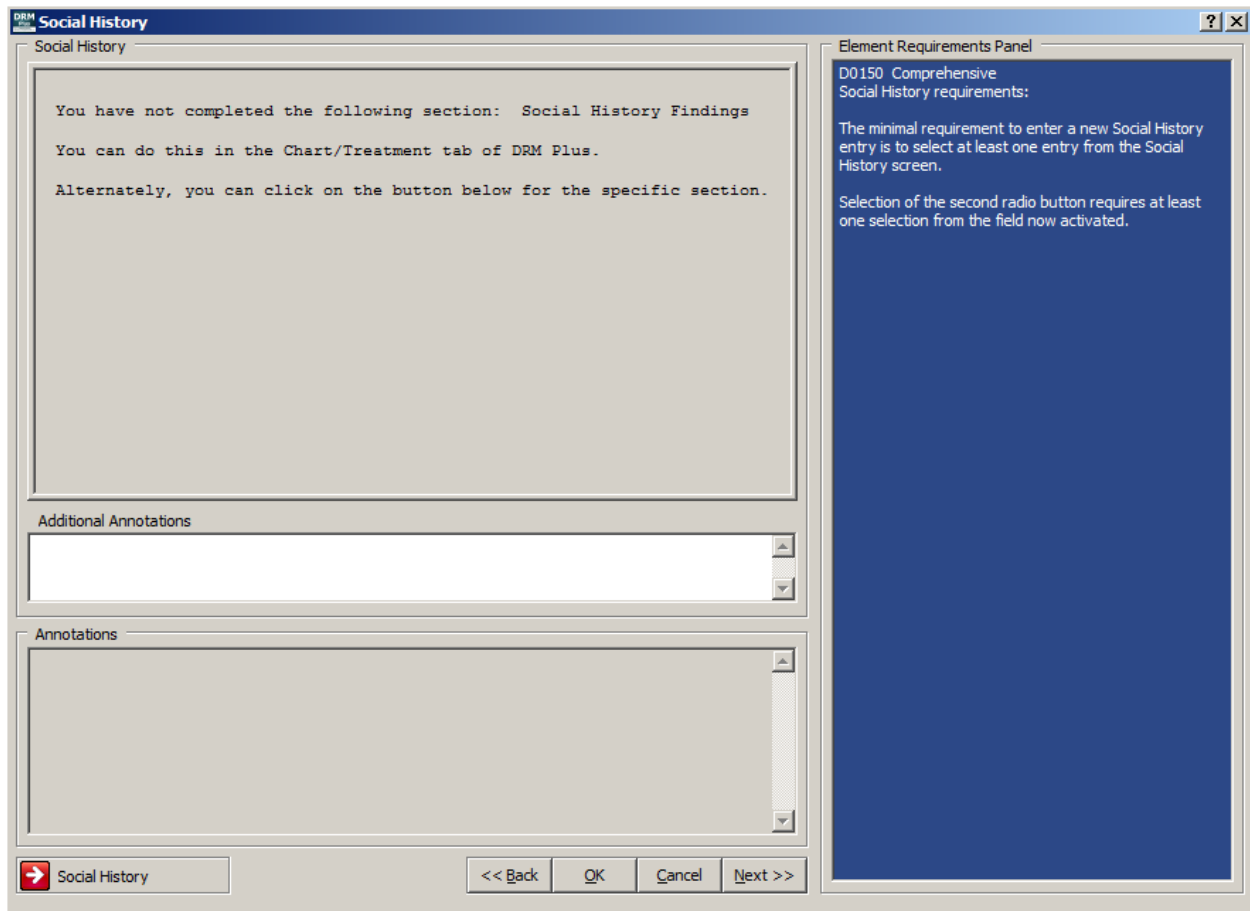 DRM Plus Social History
Social History
You have not completed the following section:  Social History Findings
You can do this in the Chart/Treatment tab of DRM Plus.
Alternately, you can click on the button below for the specific section.
Additional Annotations
Annotations
Social History
<< Back
OK
Cancel
Next >>
Element Requirements Panel
D0150  Comprehensive
Social History requirements:
The minimal requirement to enter a new Social History
entry is to select at least one entry from the Social
History screen.
Selection of the second radio button requires at least
one selection from the field now activated.